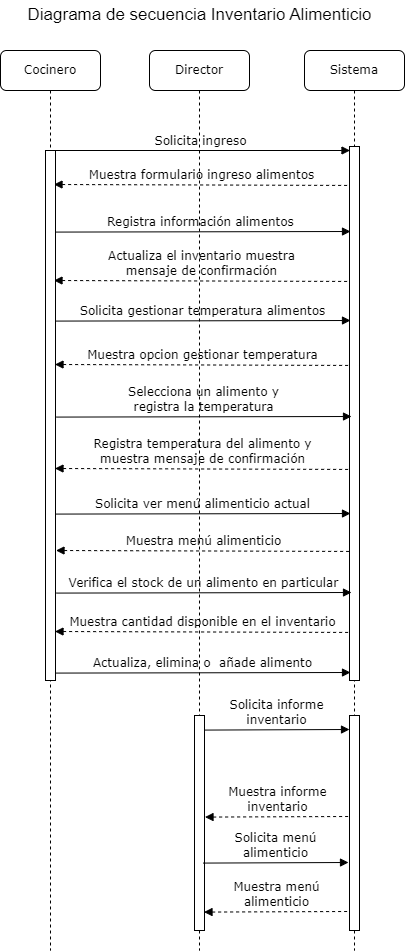 Diagrama de secuencia Inventario Alimenticio
Cocinero
Director
Sistema
Solicita ingreso
Muestra formulario ingreso alimentos
Registra información alimentos
Actualiza el inventario muestra
mensaje de confirmación
Solicita gestionar temperatura alimentos
Muestra opcion gestionar temperatura
Selecciona un alimento y
registra la temperatura
Registra temperatura del alimento y
muestra mensaje de confirmación
Solicita ver menú alimenticio actual
Muestra menú alimenticio
Verifica el stock de un alimento en particular
Muestra cantidad disponible en el inventario
Actualiza, elimina o  añade alimento
Solicita informe
inventario
Muestra informe
inventario
Solicita menú
alimenticio
Muestra menú
alimenticio